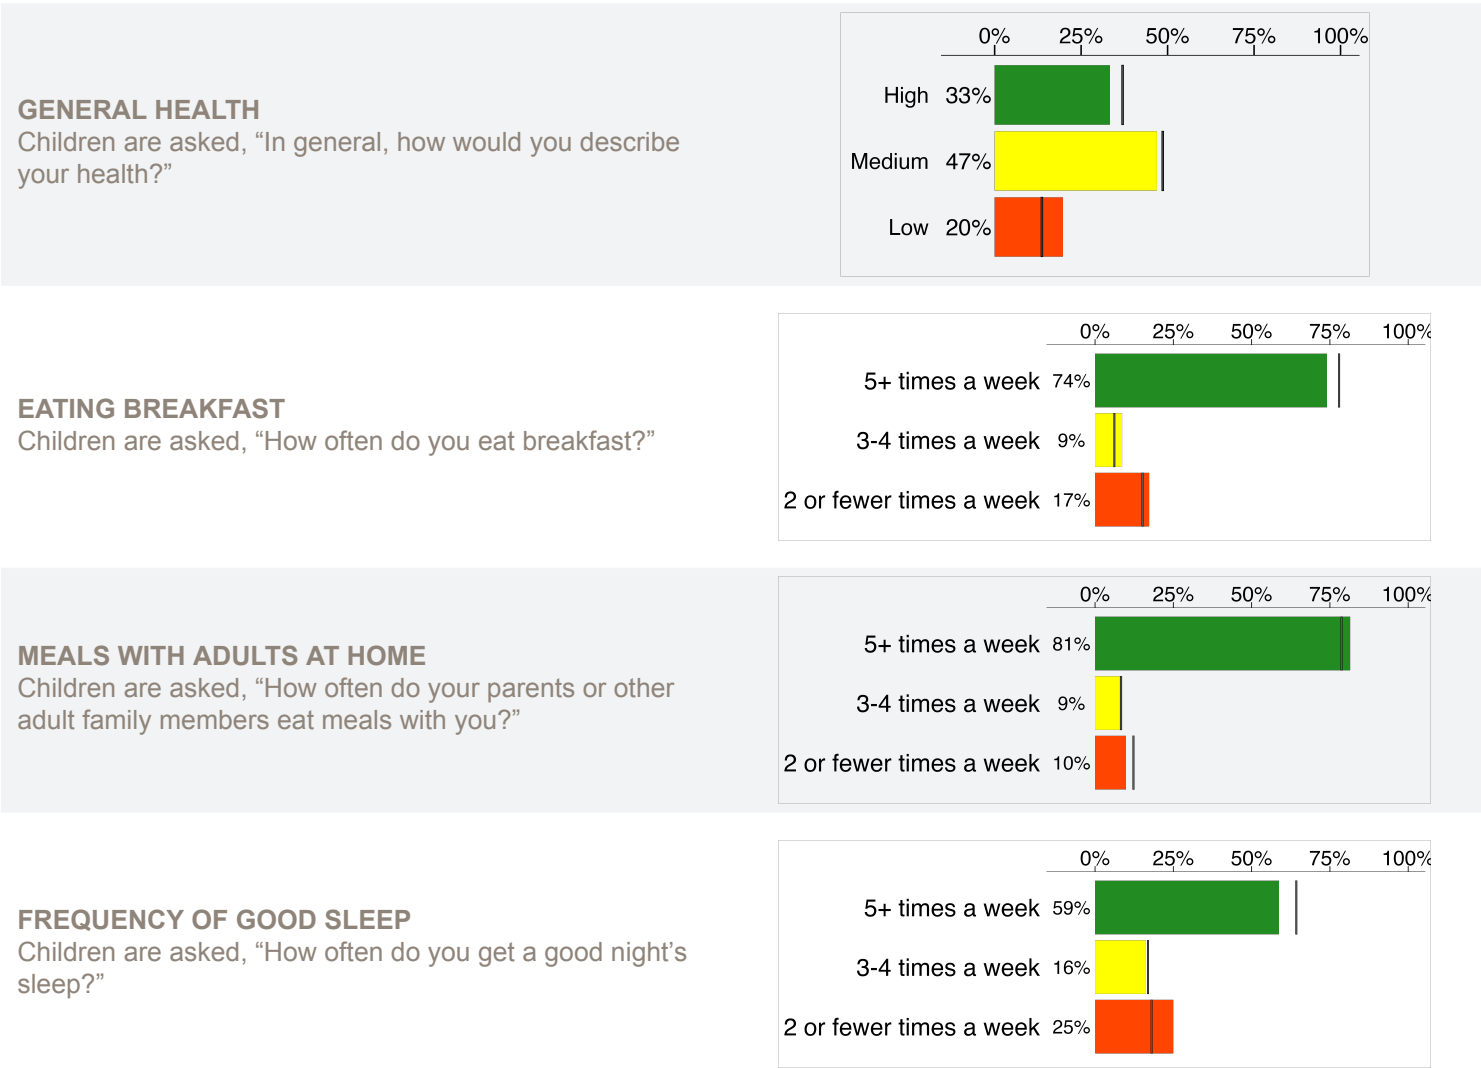 GENERAL HEALTH
Children are asked, “In general, how would you describe
your health?”
0% 25% 50% 75% 100%
High 33%
Medium 47%
Low 20%
EATING BREAKFAST
Children are asked, “How often do you eat breakfast?”
0% 25% 50% 75% 100%
5+ times a week 74%
3-4 times a week 9%
2 or fewer times a week 17%
MEALS WITH ADULTS AT HOME
Children are asked, “How often do your parents or other
adult family members eat meals with you?”
0% 25% 50% 75% 100%
5+ times a week 81%
3-4 times a week 9%
2 or fewer times a week 10%
FREQUENCY OF GOOD SLEEP
Children are asked, “How often do you get a good night’s
sleep?”
0% 25% 50% 75% 100%
5+ times a week 59%
3-4 times a week 16%
2 or fewer times a week 25%